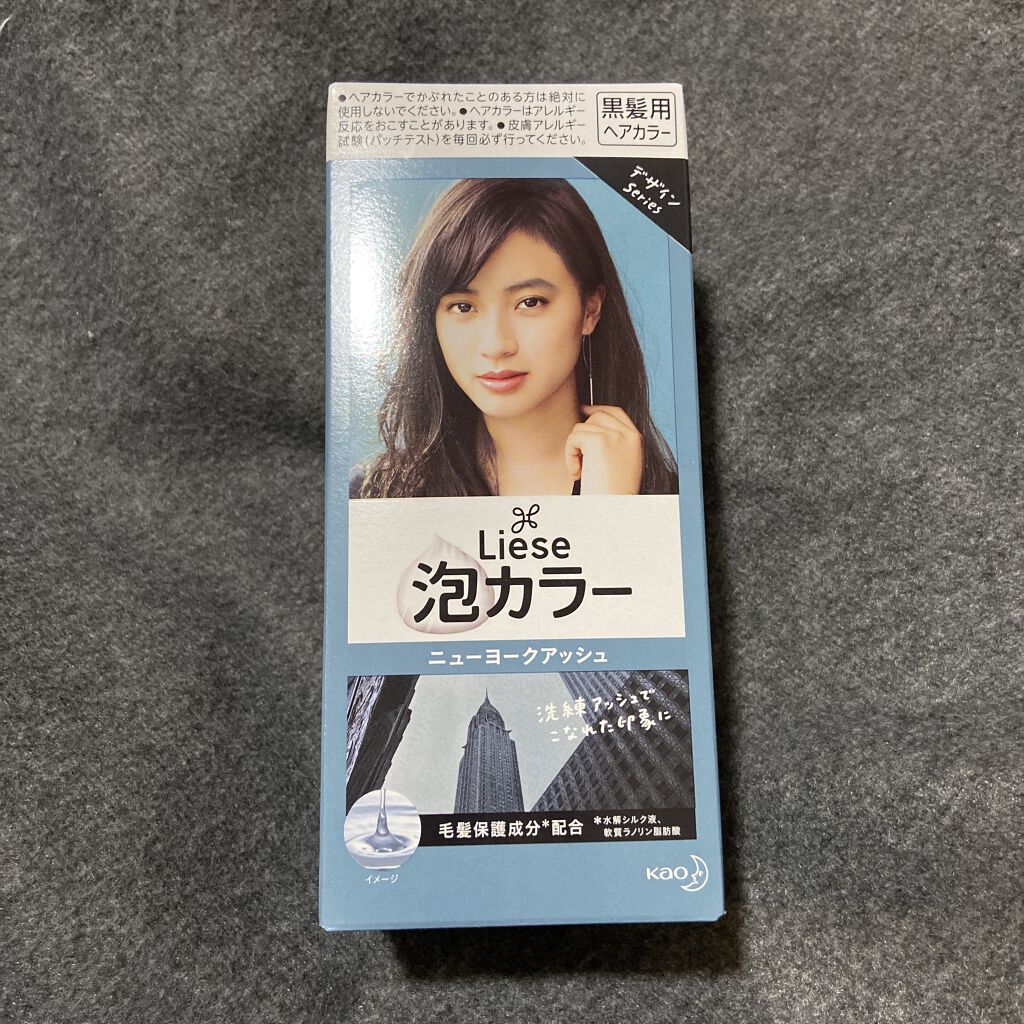 ●ヘアカラーでかぶれたことのある方は絶対に
使用しないでください。●ヘアカラーはアレルギー
反応をおこすことがあります。●皮膚アレルギー
試験(パッチテスト)を毎回必ず行ってください。
黒髪用
ヘアカラー
デザイン
Series
Liese
泡カラー
ニューヨークアッシュ
洗練アッシュで
こなれた印象に
毛髪保護成分*配合
*水解シルク液、
軟質ラノリン脂肪酸
イメージ
Kao